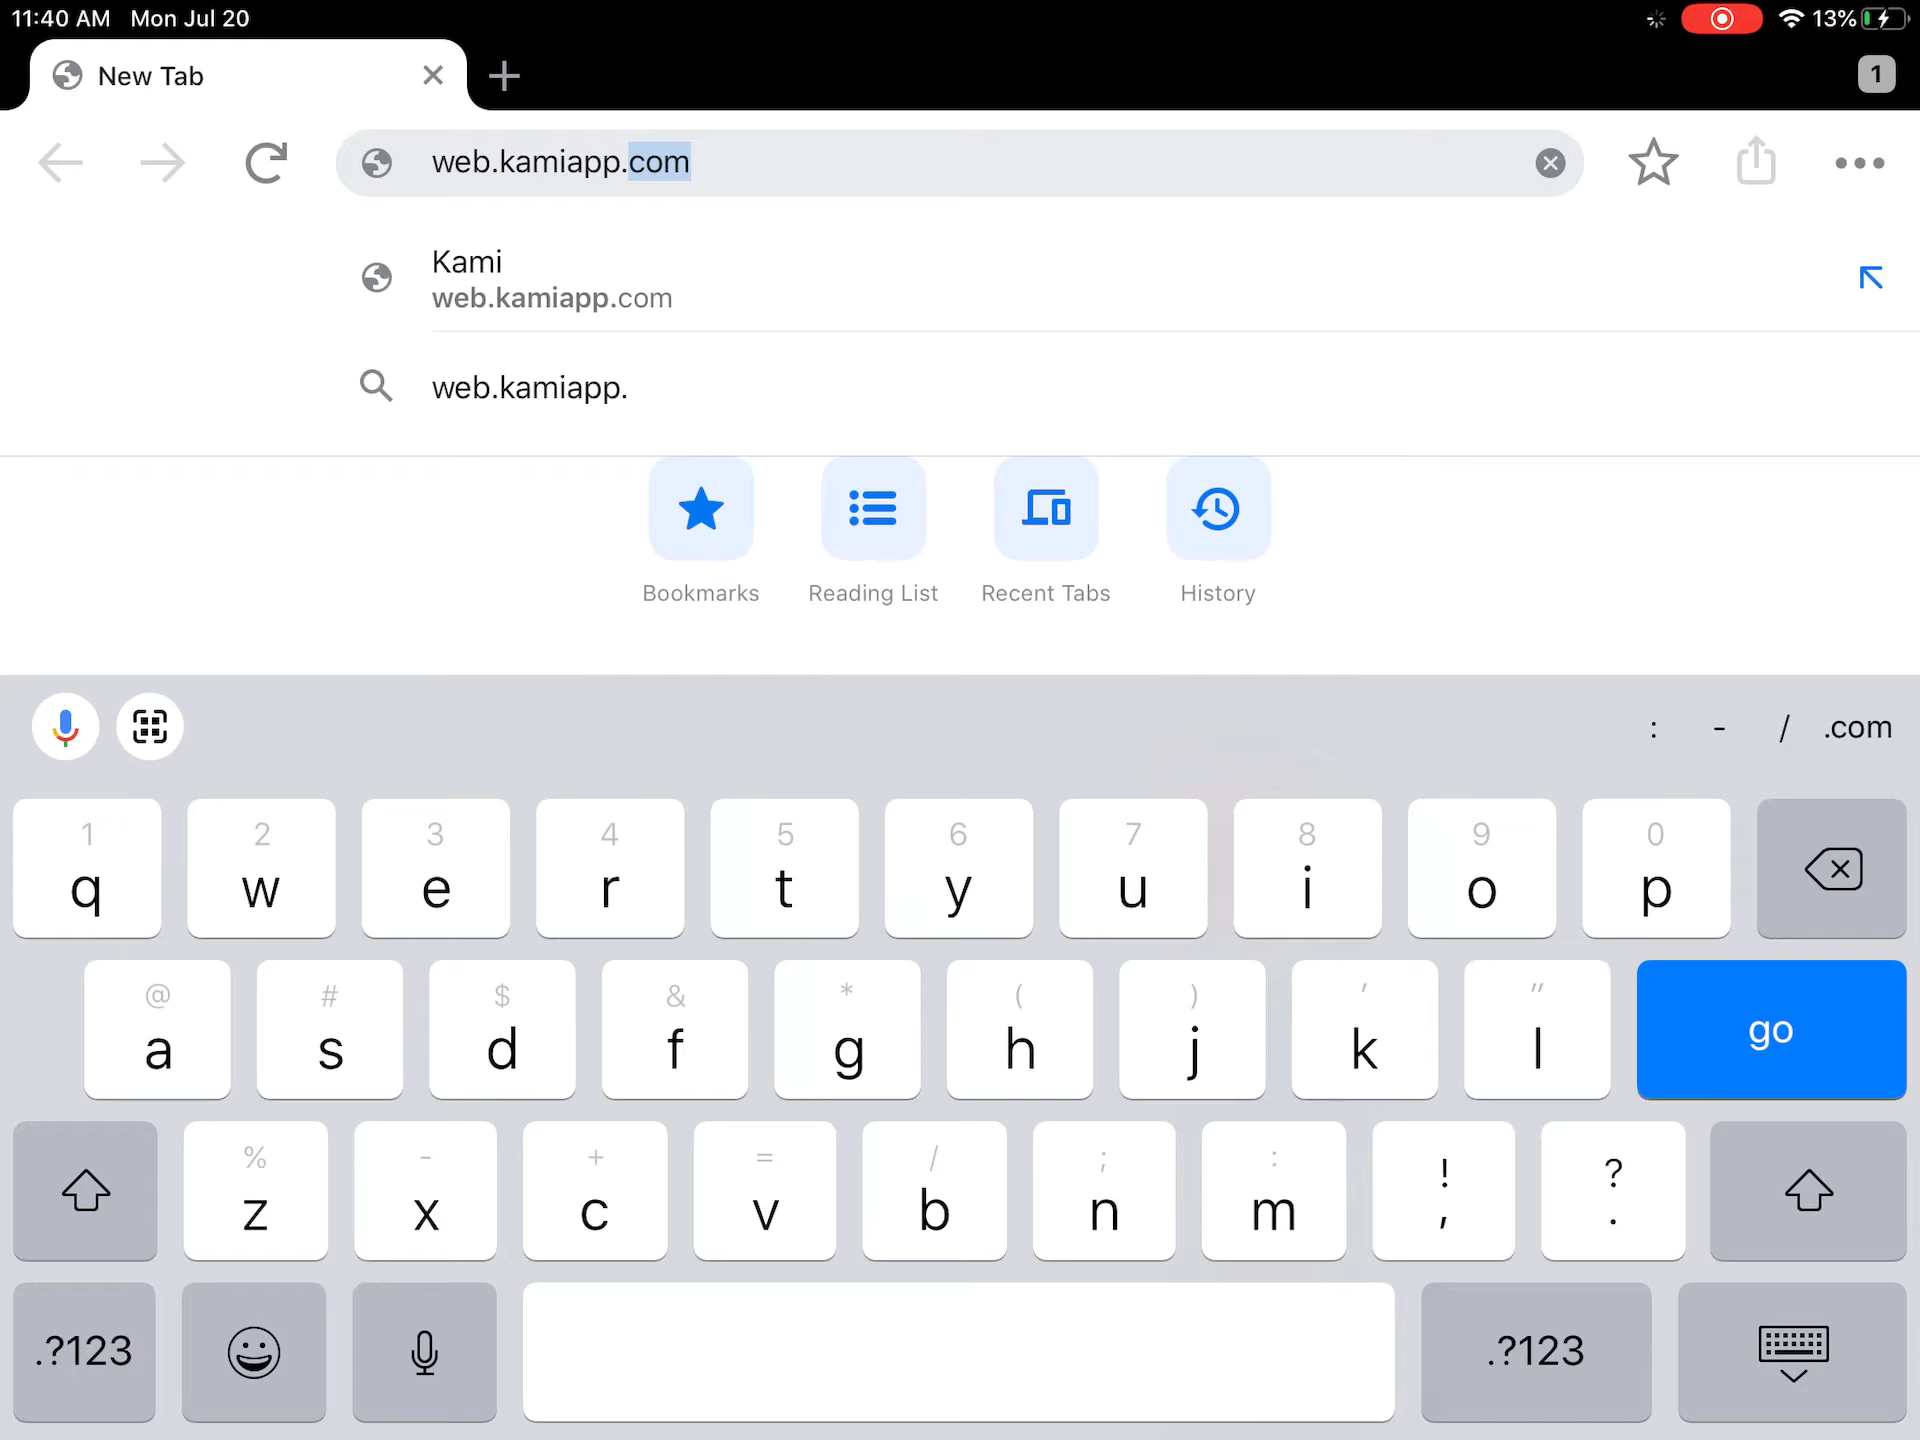 11:40 AM Mon Jul 20 13%
New Tab 1
web.kamiapp.com
Kami
web.kamiapp.com
web.kamiapp.
Bookmarks Reading List Recent Tabs History
: - / .com
1 2 3 4 5 6 7 8 9 0
q w e r t y u i o p
@ # $ & * ( ) ' "
a s d f g h j k l go
% - + = / ; : ! ?
z x c v b n m , .
.?123 .?123